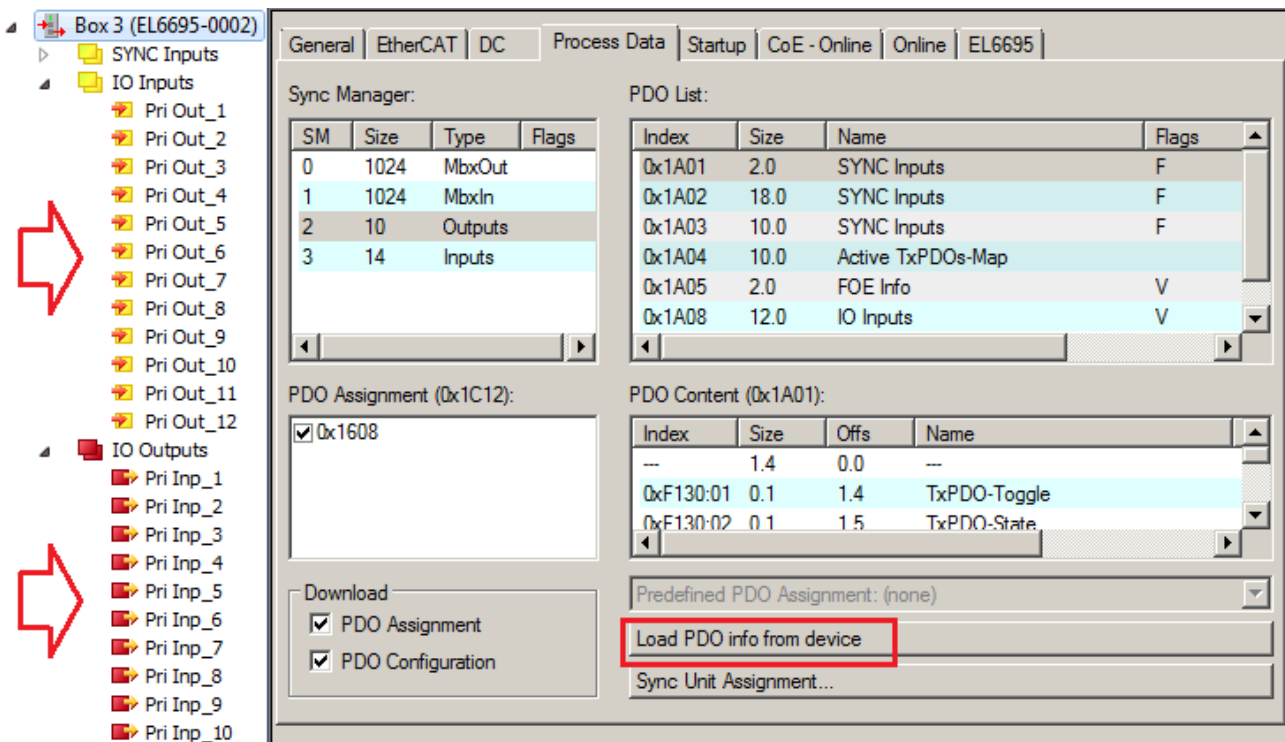 Box 3 (EL6695-0002)
SYNC Inputs
IO Inputs
Pri Out_1
Pri Out_2
Pri Out_3
Pri Out_4
Pri Out_5
Pri Out_6
Pri Out_7
Pri Out_8
Pri Out_9
Pri Out_10
Pri Out_11
Pri Out_12
IO Outputs
Pri Inp_1
Pri Inp_2
Pri Inp_3
Pri Inp_4
Pri Inp_5
Pri Inp_6
Pri Inp_7
Pri Inp_8
Pri Inp_9
Pri Inp_10
General EtherCAT DC Process Data Startup CoE - Online Online EL6695
Sync Manager:
SM Size Type Flags
0 1024 MbxOut
1 1024 MbxIn
2 10 Outputs
3 14 Inputs
PDO List:
Index Size Name Flags
0x1A01 2.0 SYNC Inputs F
0x1A02 18.0 SYNC Inputs F
0x1A03 10.0 SYNC Inputs F
0x1A04 10.0 Active TxPDOs-Map
0x1A05 2.0 FOE Info V
0x1A08 12.0 IO Inputs V
PDO Assignment (0x1C12):
0x1608
PDO Content (0x1A01):
Index Size Offs Name
--- 1.4 0.0 ---
0xF130:01 0.1 1.4 TxPDO-Toggle
0xF130:02 0.1 1.5 TxPDO-State
Download
PDO Assignment
PDO Configuration
Predefined PDO Assignment: (none)
Load PDO info from device
Sync Unit Assignment...